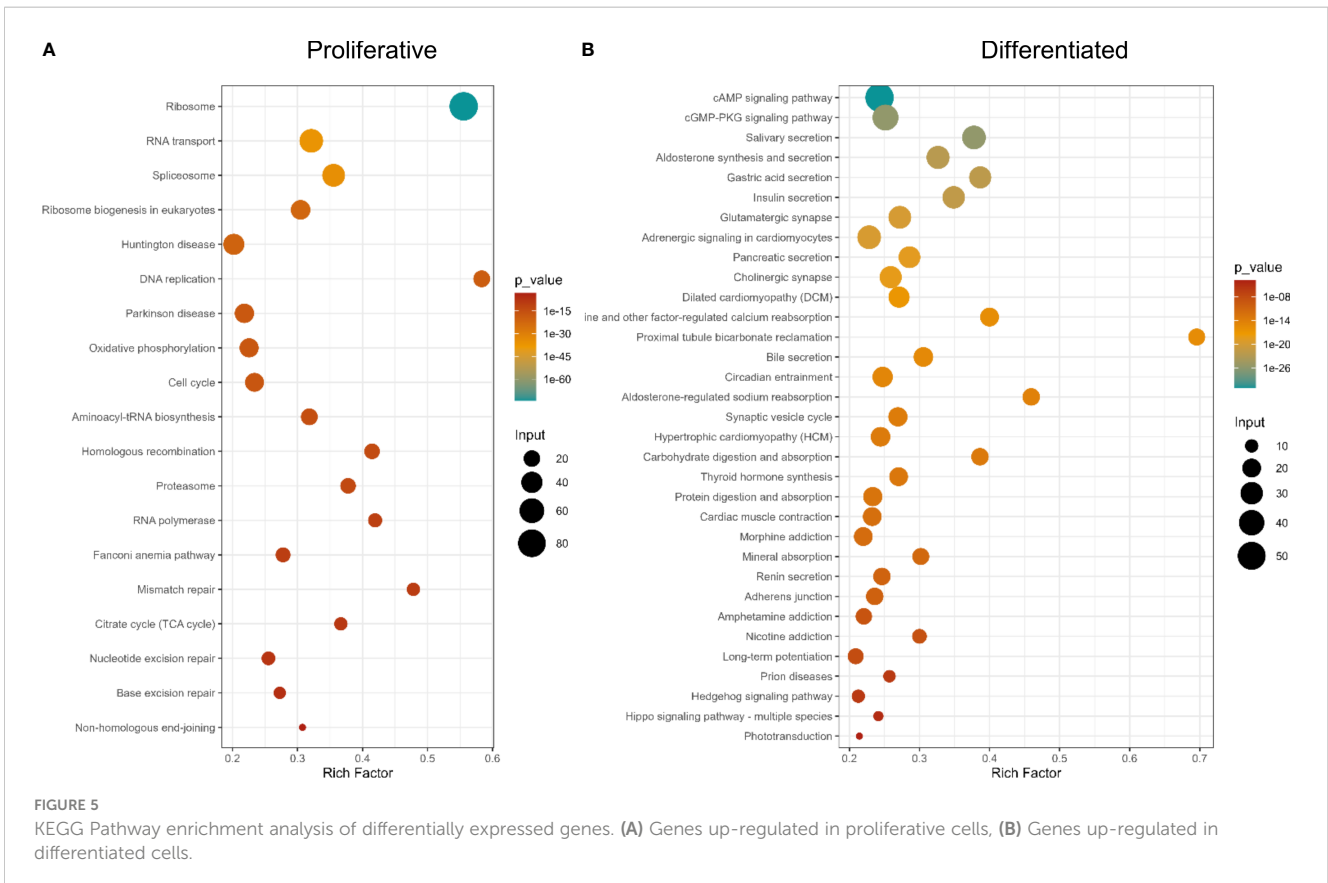 A
Proliferative
Ribosome
RNA transport
Spliceosome
Ribosome biogenesis in eukaryotes
Huntington disease
DNA replication
Parkinson disease
Oxidative phosphorylation
Cell cycle
Aminoacyl-tRNA biosynthesis
Homologous recombination
Proteasome
RNA polymerase
Fanconi anemia pathway
Mismatch repair
Citrate cycle (TCA cycle)
Nucleotide excision repair
Base excision repair
Non-homologous end-joining
0.2 0.3 0.4 0.5 0.6
Rich Factor
p_value
1e-15
1e-30
1e-45
1e-60
Input
20
40
60
80
B
Differentiated
cAMP signaling pathway
cGMP-PKG signaling pathway
Salivary secretion
Aldosterone synthesis and secretion
Gastric acid secretion
Insulin secretion
Glutamatergic synapse
Adrenergic signaling in cardiomyocytes
Pancreatic secretion
Cholinergic synapse
Dilated cardiomyopathy (DCM)
ine and other factor-regulated calcium reabsorption
Proximal tubule bicarbonate reclamation
Bile secretion
Circadian entrainment
Aldosterone-regulated sodium reabsorption
Synaptic vesicle cycle
Hypertrophic cardiomyopathy (HCM)
Carbohydrate digestion and absorption
Thyroid hormone synthesis
Protein digestion and absorption
Cardiac muscle contraction
Morphine addiction
Mineral absorption
Renin secretion
Adherens junction
Amphetamine addiction
Nicotine addiction
Long-term potentiation
Prion diseases
Hedgehog signaling pathway
Hippo signaling pathway - multiple species
Phototransduction
0.2 0.3 0.4 0.5 0.6 0.7
Rich Factor
p_value
1e-08
1e-14
1e-20
1e-26
Input
10
20
30
40
50
FIGURE 5
KEGG Pathway enrichment analysis of differentially expressed genes. (A) Genes up-regulated in proliferative cells, (B) Genes up-regulated in
differentiated cells.